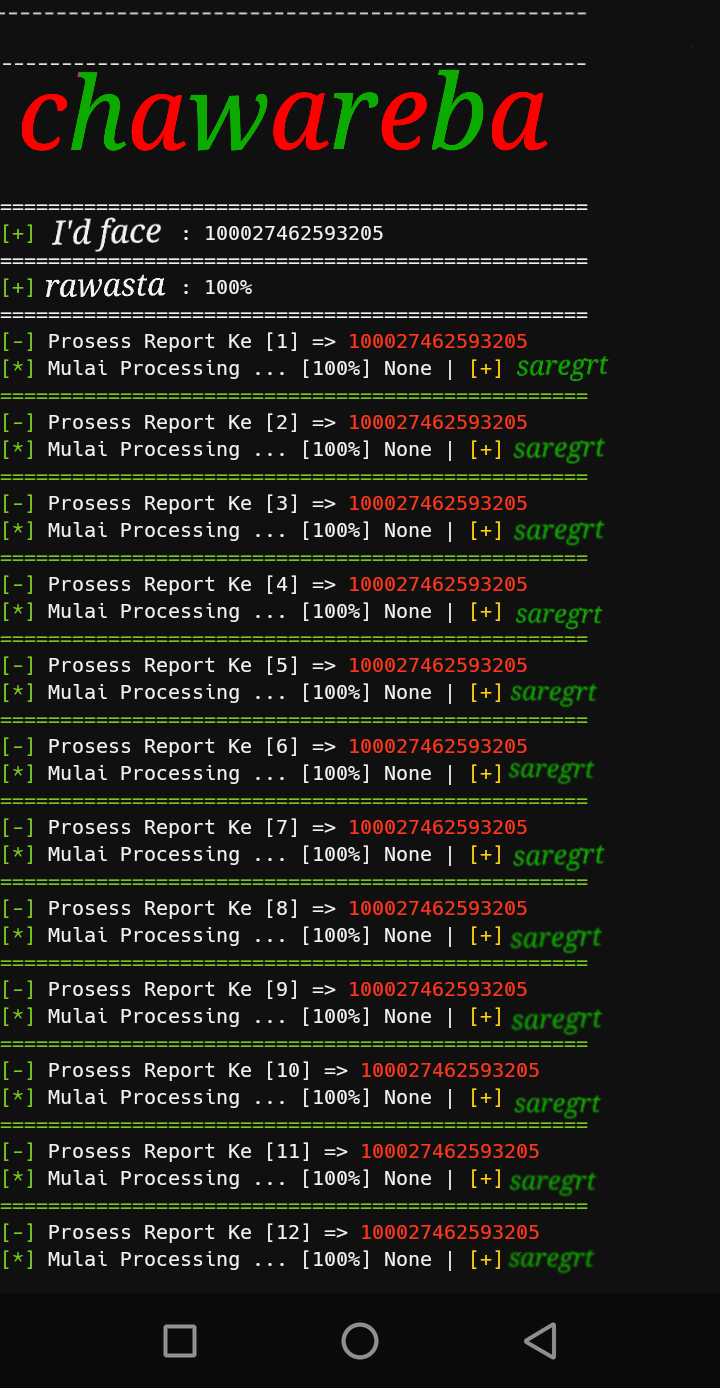 ------------------------------------------------
------------------------------------------------
chawareba
=================================================
[+] I'd face : 100027462593205
=================================================
[+] rawasta : 100%
=================================================
[-] Prosess Report Ke [1] => 100027462593205
[*] Mulai Processing ... [100%] None | [+] saregrt
=================================================
[-] Prosess Report Ke [2] => 100027462593205
[*] Mulai Processing ... [100%] None | [+] saregrt
=================================================
[-] Prosess Report Ke [3] => 100027462593205
[*] Mulai Processing ... [100%] None | [+] saregrt
=================================================
[-] Prosess Report Ke [4] => 100027462593205
[*] Mulai Processing ... [100%] None | [+] saregrt
=================================================
[-] Prosess Report Ke [5] => 100027462593205
[*] Mulai Processing ... [100%] None | [+] saregrt
=================================================
[-] Prosess Report Ke [6] => 100027462593205
[*] Mulai Processing ... [100%] None | [+] saregrt
=================================================
[-] Prosess Report Ke [7] => 100027462593205
[*] Mulai Processing ... [100%] None | [+] saregrt
=================================================
[-] Prosess Report Ke [8] => 100027462593205
[*] Mulai Processing ... [100%] None | [+] saregrt
=================================================
[-] Prosess Report Ke [9] => 100027462593205
[*] Mulai Processing ... [100%] None | [+] saregrt
=================================================
[-] Prosess Report Ke [10] => 100027462593205
[*] Mulai Processing ... [100%] None | [+] saregrt
=================================================
[-] Prosess Report Ke [11] => 100027462593205
[*] Mulai Processing ... [100%] None | [+] saregrt
=================================================
[-] Prosess Report Ke [12] => 100027462593205
[*] Mulai Processing ... [100%] None | [+] saregrt